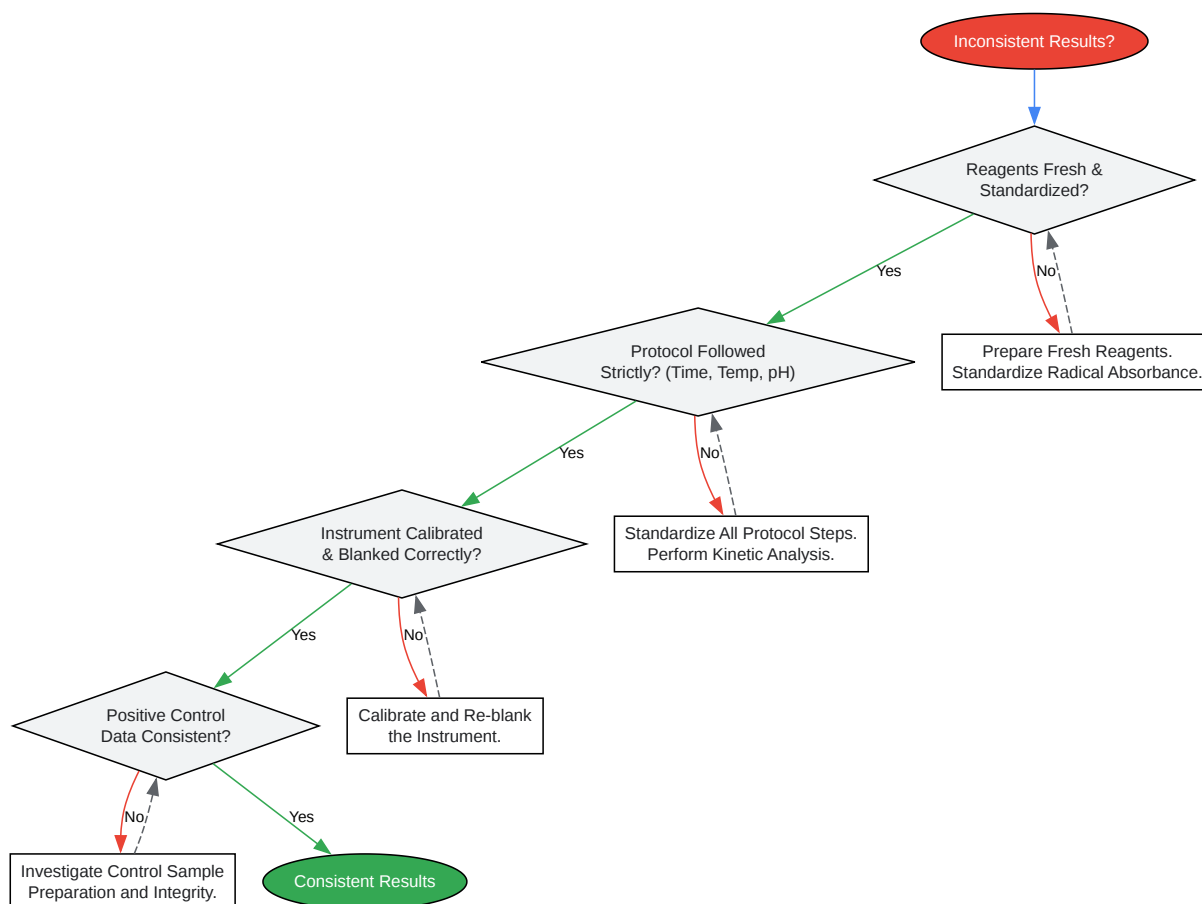 Inconsistent Results?
Reagents Fresh &
Standardized?
Yes
No
Protocol Followed
Strictly? (Time, Temp, pH)
Prepare Fresh Reagents.
Standardize Radical Absorbance.
Yes
No
Instrument Calibrated
& Blanked Correctly?
Standardize All Protocol Steps.
Perform Kinetic Analysis.
Yes
No
Positive Control
Data Consistent?
Calibrate and Re-blank
the Instrument.
No
Yes
Investigate Control Sample
Preparation and Integrity.
Consistent Results